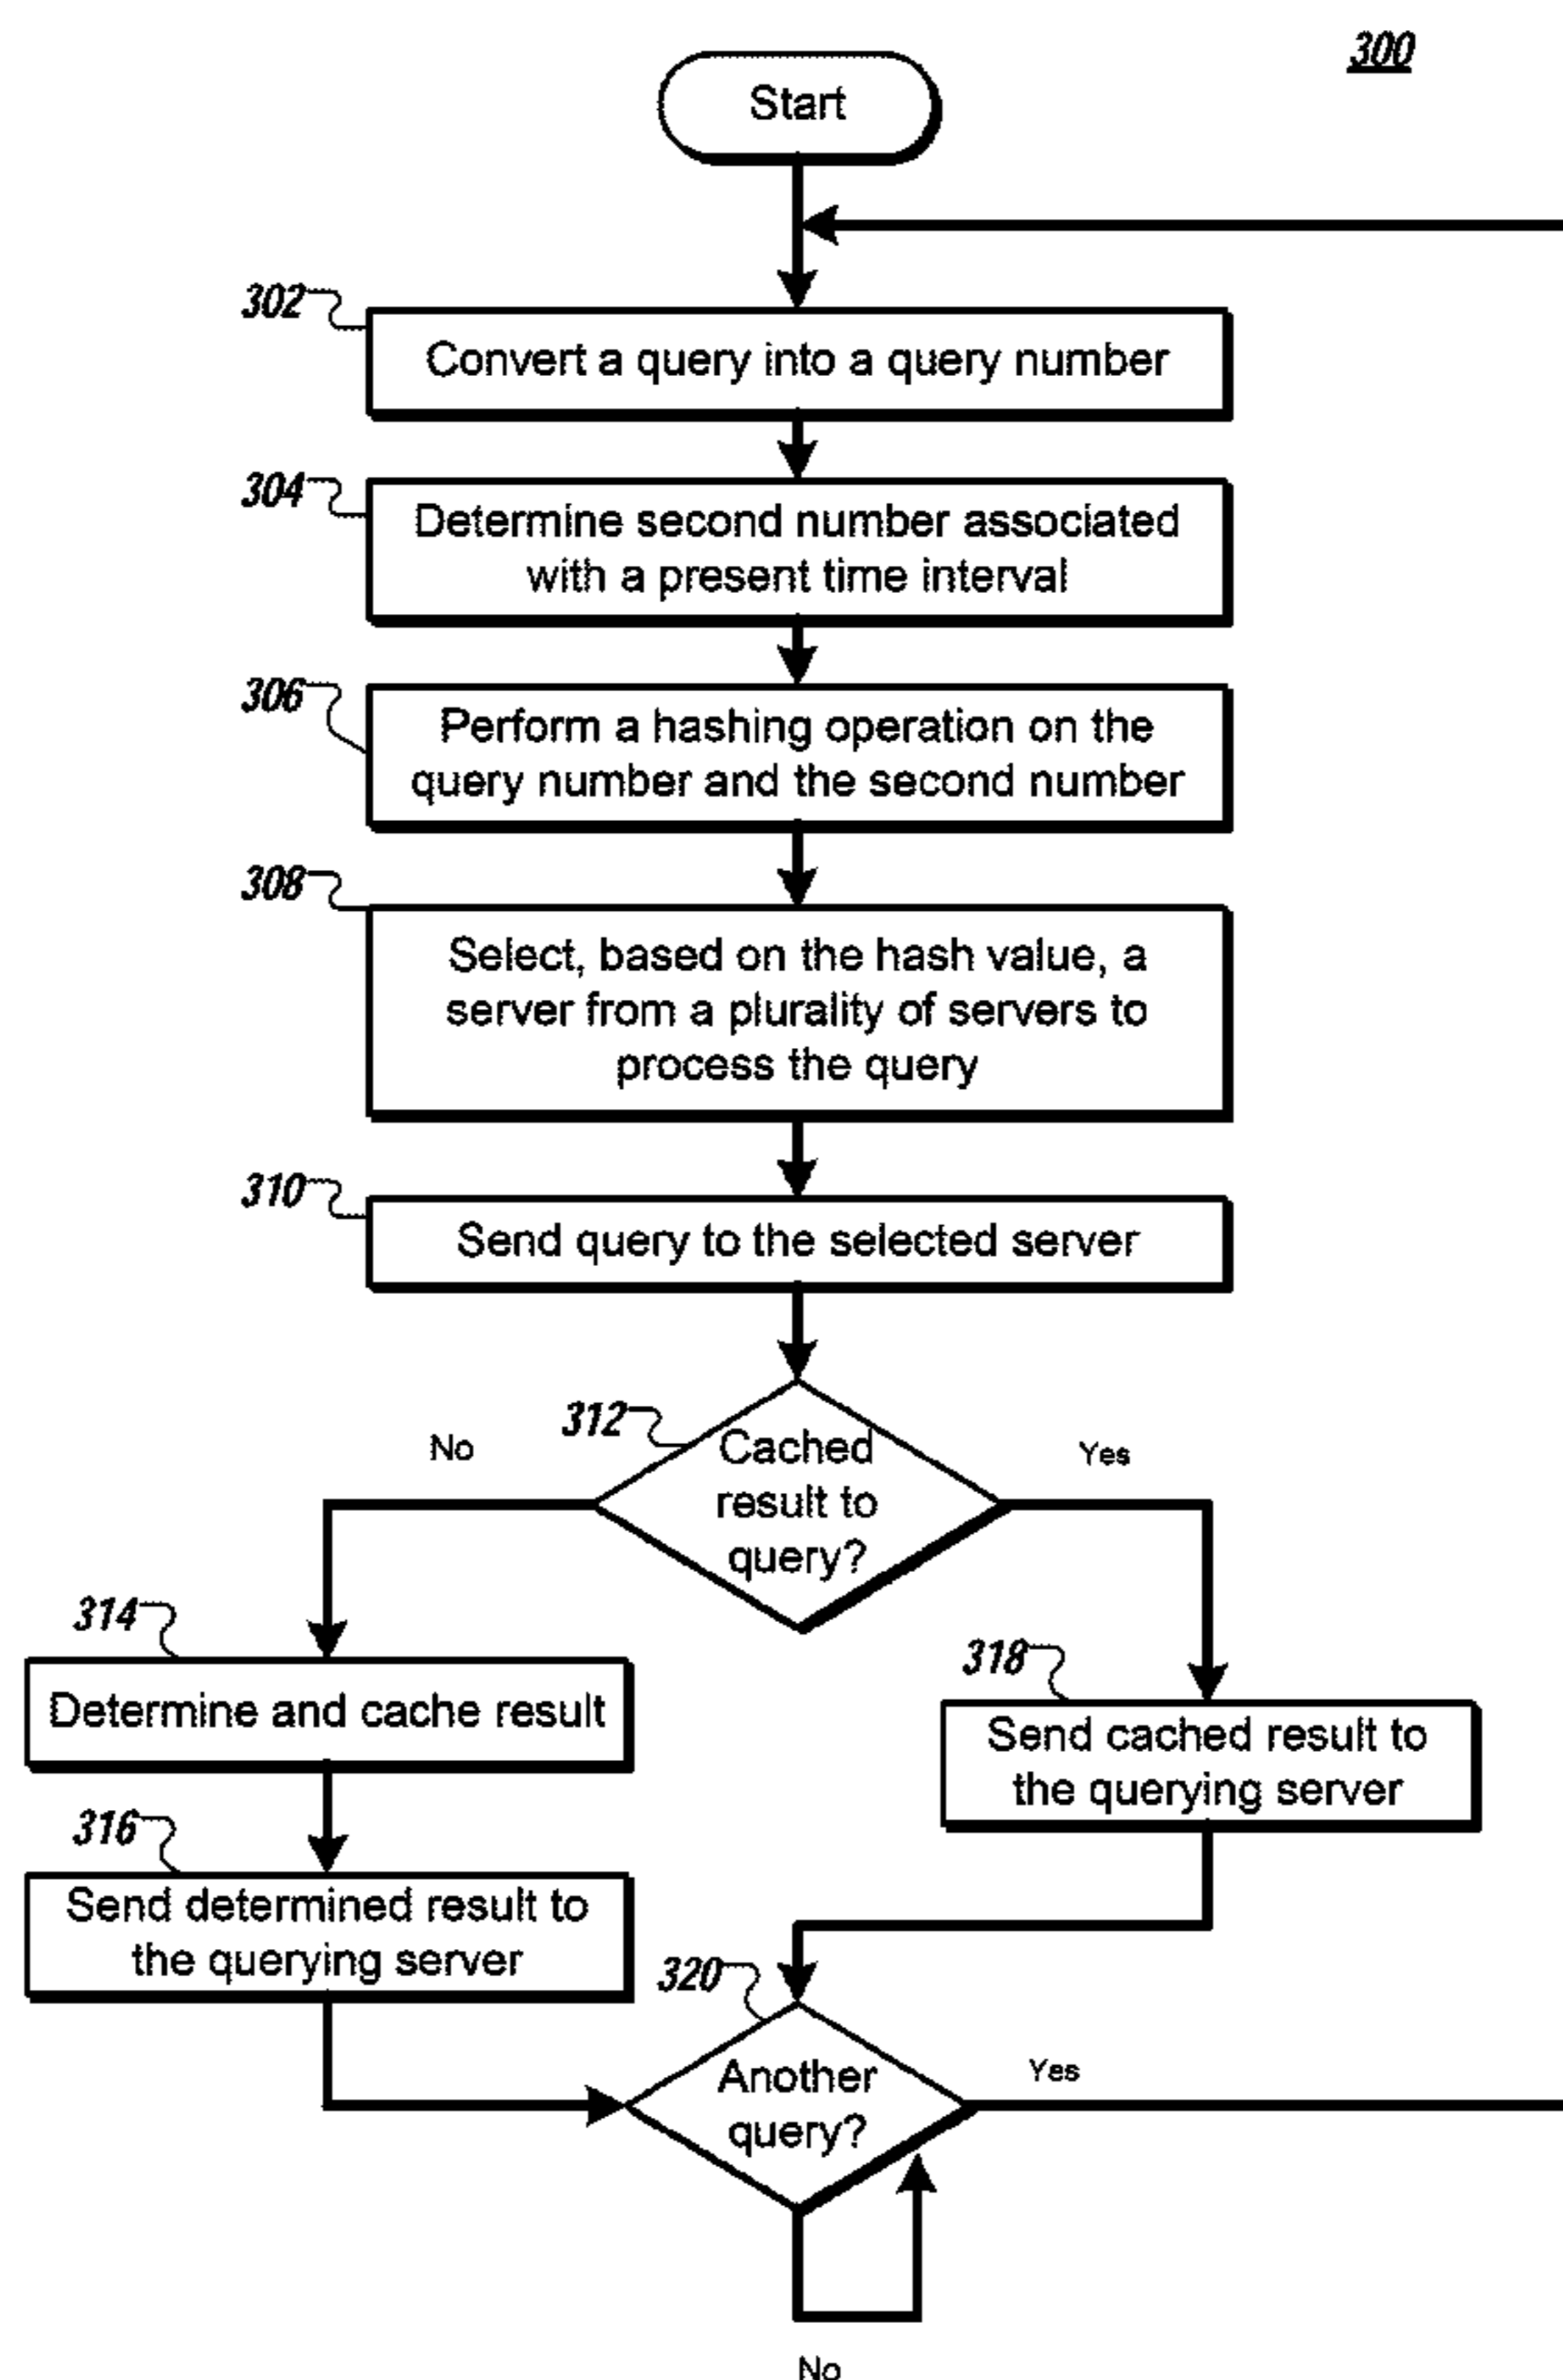 300
Start
302
Convert a query into a query number
304
Determine second number associated
with a present time interval
306
Perform a hashing operation on the
query number and the second number
308
Select, based on the hash value, a
server from a plurality of servers to
process the query
310
Send query to the selected server
312
No
Cached
result to
query?
Yes
314
Determine and cache result
318
Send cached result to
the querying server
316
Send determined result to
the querying server
320
Another
query?
Yes
No